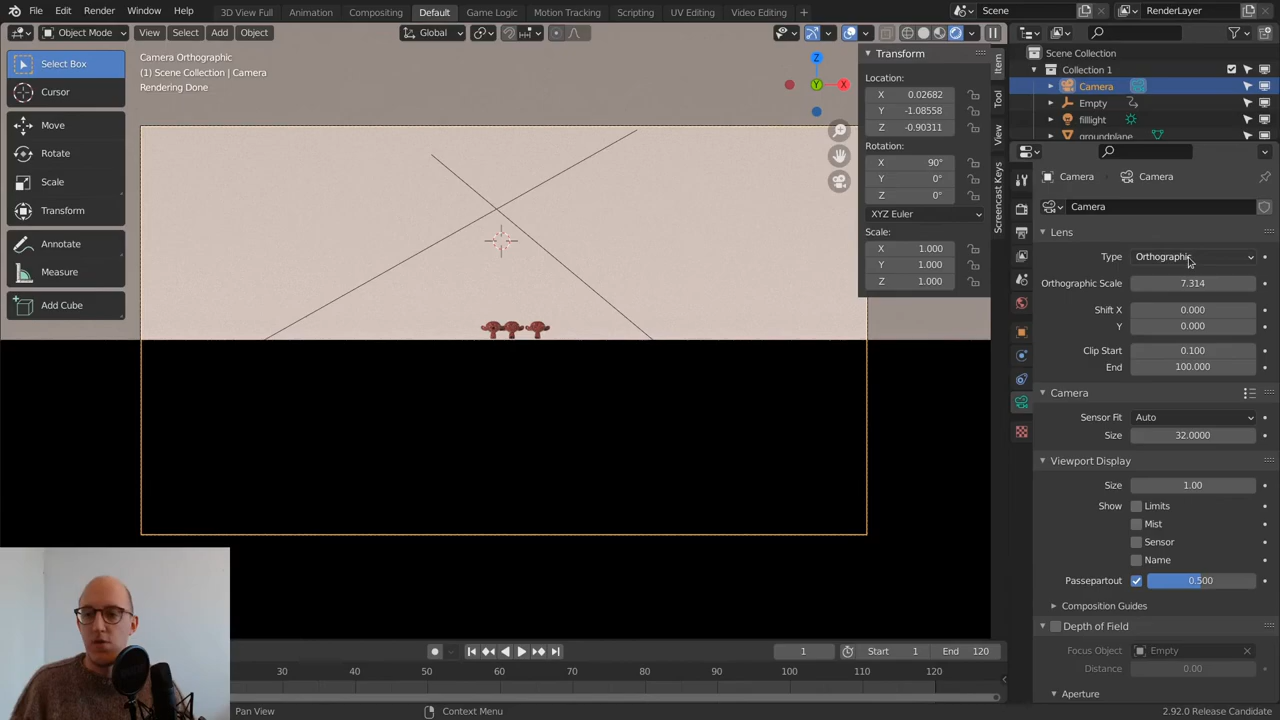 File Edit Render Window Help 3D View Full Animation Compositing Default Game Logic Motion Tracking Scripting UV Editing Video Editing + Scene RenderLayer
Object Mode View Select Add Object Global
Select Box
Cursor
Move
Rotate
Scale
Transform
Annotate
Measure
Add Cube
Camera Orthographic
(1) Scene Collection | Camera
Rendering Done
Z
Y
X
Transform
Location:
X 0.02682
Y -1.08558
Z -0.90311
Rotation:
X 90°
Y 0°
Z 0°
XYZ Euler
Scale:
X 1.000
Y 1.000
Z 1.000
Item
Tool
View
Screencast Keys
Scene Collection
Collection 1
Camera
Empty
filllight
groundplane
Camera Camera
Camera
Lens
Type Orthographic
Orthographic Scale 7.314
Shift X 0.000
Y 0.000
Clip Start 0.100
End 100.000
Camera
Sensor Fit Auto
Size 32.0000
Viewport Display
Size 1.00
Show Limits
Mist
Sensor
Name
Passepartout 0.500
Composition Guides
Depth of Field
Focus Object Empty
Distance 0.00
Aperture
1 Start 1 End 120
30 40 50 60 70 80 90 100 110 120
Pan View Context Menu 2.92.0 Release Candidate